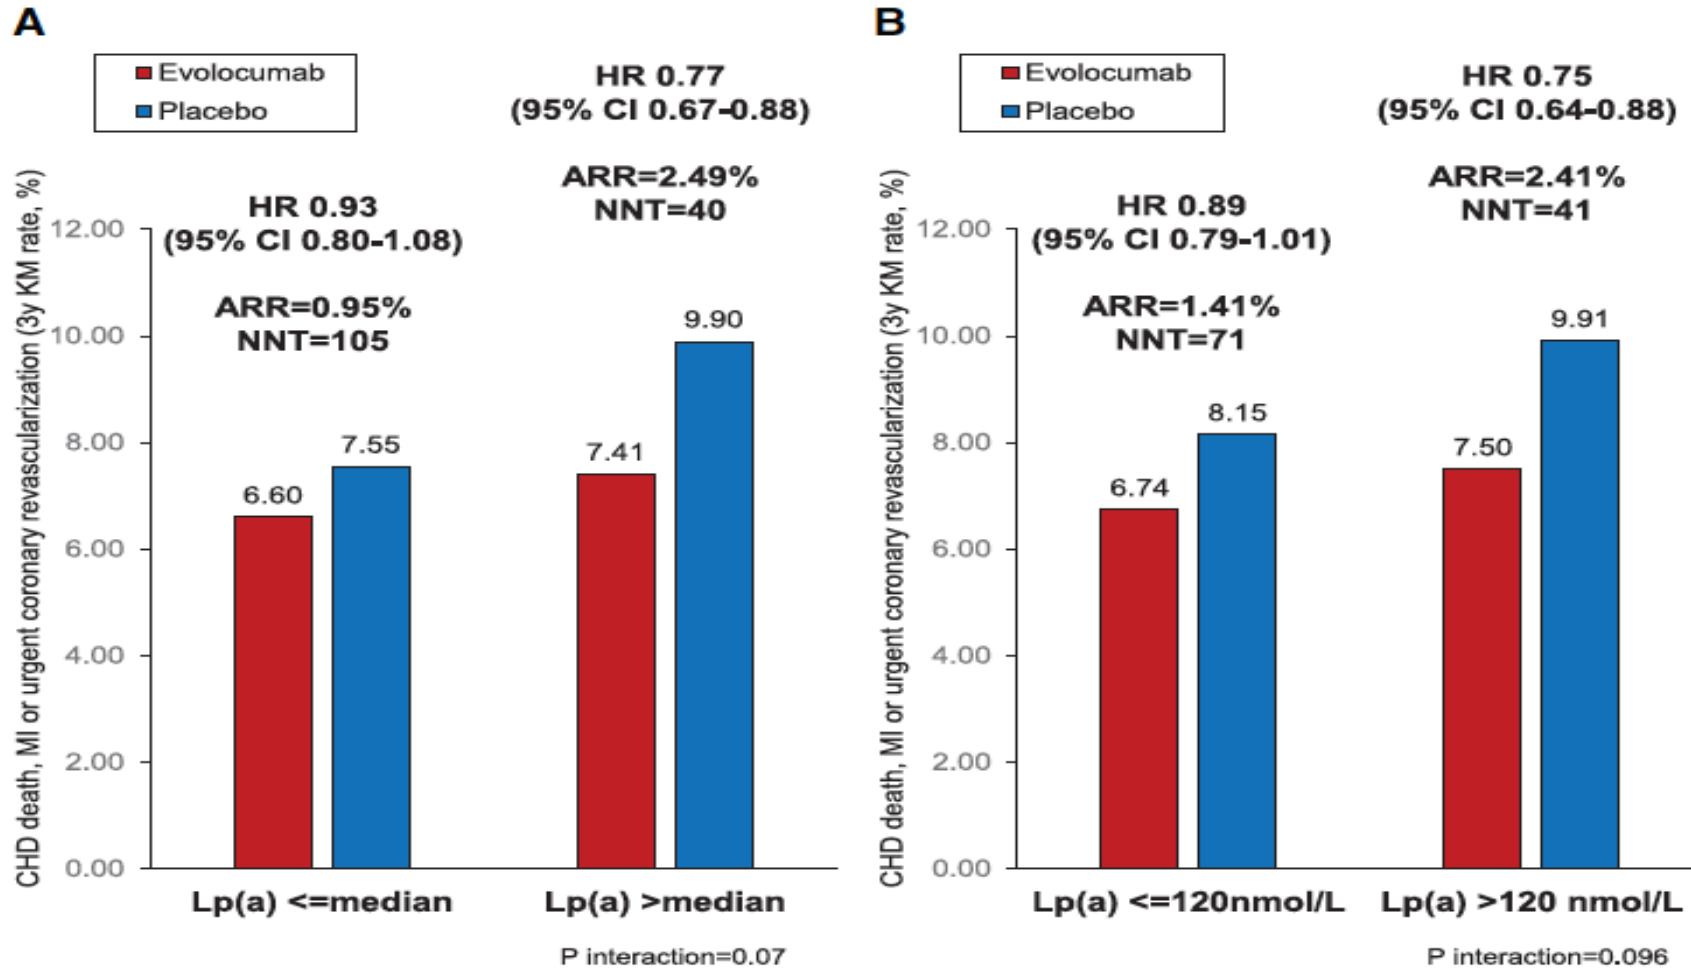 A
Evolocumab
Placebo
HR 0.77
(95% CI 0.67-0.88)
ARR=2.49%
NNT=40
HR 0.93
(95% CI 0.80-1.08)
ARR=0.95%
NNT=105
CHD death, MI or urgent coronary revascularization (3y KM rate, %)
12.00
10.00
8.00
6.00
4.00
2.00
0.00
6.60
7.55
7.41
9.90
Lp(a) <=median
Lp(a) >median
P interaction=0.07
B
Evolocumab
Placebo
HR 0.75
(95% CI 0.64-0.88)
ARR=2.41%
NNT=41
HR 0.89
(95% CI 0.79-1.01)
ARR=1.41%
NNT=71
CHD death, MI or urgent coronary revascularization (3y KM rate, %)
12.00
10.00
8.00
6.00
4.00
2.00
0.00
6.74
8.15
7.50
9.91
Lp(a) <=120nmol/L
Lp(a) >120 nmol/L
P interaction=0.096